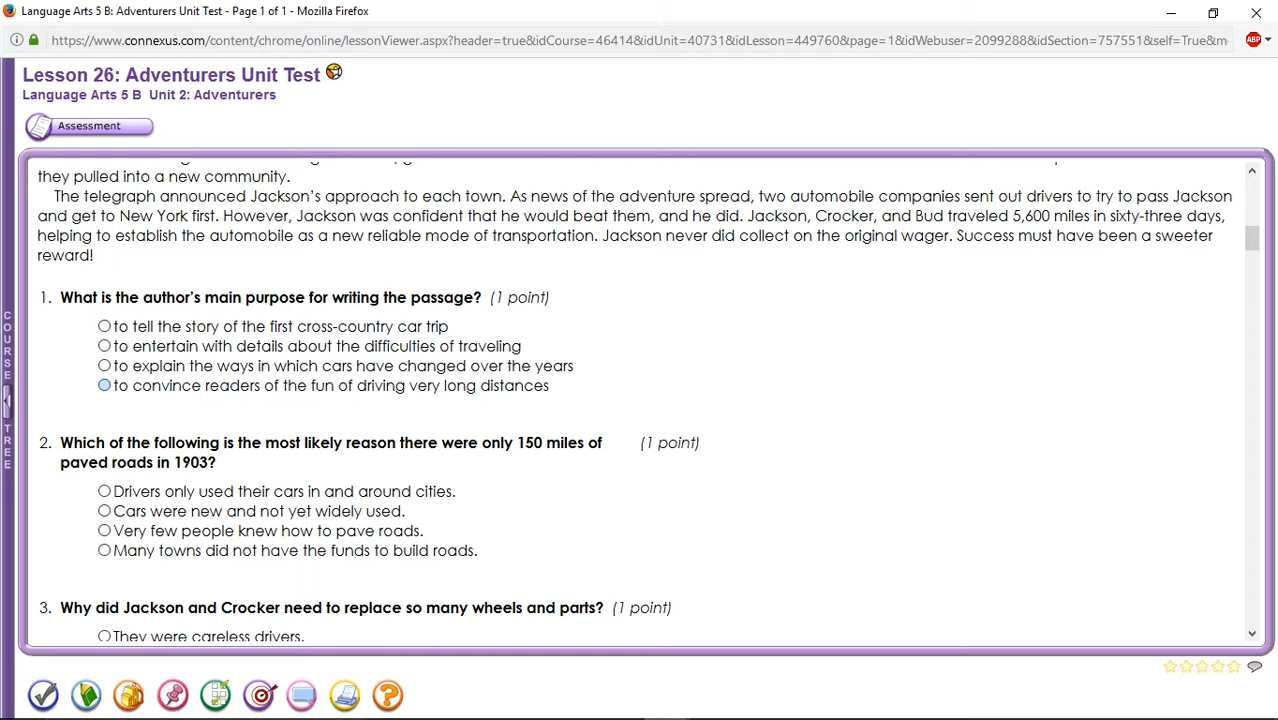 Language Arts 5 B: Adventurers Unit Test - Page 1 of 1 - Mozilla Firefox
https://www.connexus.com/content/chrome/online/lessonViewer.aspx?header=true&idCourse=46414&idUnit=40731&idLesson=449760&page=1&idWebuser=2099288&idSection=757551&self=True&m
ABP
Lesson 26: Adventurers Unit Test
Language Arts 5 B Unit 2: Adventurers
Assessment
they pulled into a new community.
The telegraph announced Jackson's approach to each town. As news of the adventure spread, two automobile companies sent out drivers to try to pass Jackson
and get to New York first. However, Jackson was confident that he would beat them, and he did. Jackson, Crocker, and Bud traveled 5,600 miles in sixty-three days,
helping to establish the automobile as a new reliable mode of transportation. Jackson never did collect on the original wager. Success must have been a sweeter
reward!
1. What is the author's main purpose for writing the passage? (1 point)
to tell the story of the first cross-country car trip
to entertain with details about the difficulties of traveling
to explain the ways in which cars have changed over the years
to convince readers of the fun of driving very long distances
2. Which of the following is the most likely reason there were only 150 miles of (1 point)
paved roads in 1903?
Drivers only used their cars in and around cities.
Cars were new and not yet widely used.
Very few people knew how to pave roads.
Many towns did not have the funds to build roads.
3. Why did Jackson and Crocker need to replace so many wheels and parts? (1 point)
They were careless drivers.
COURSE TREE